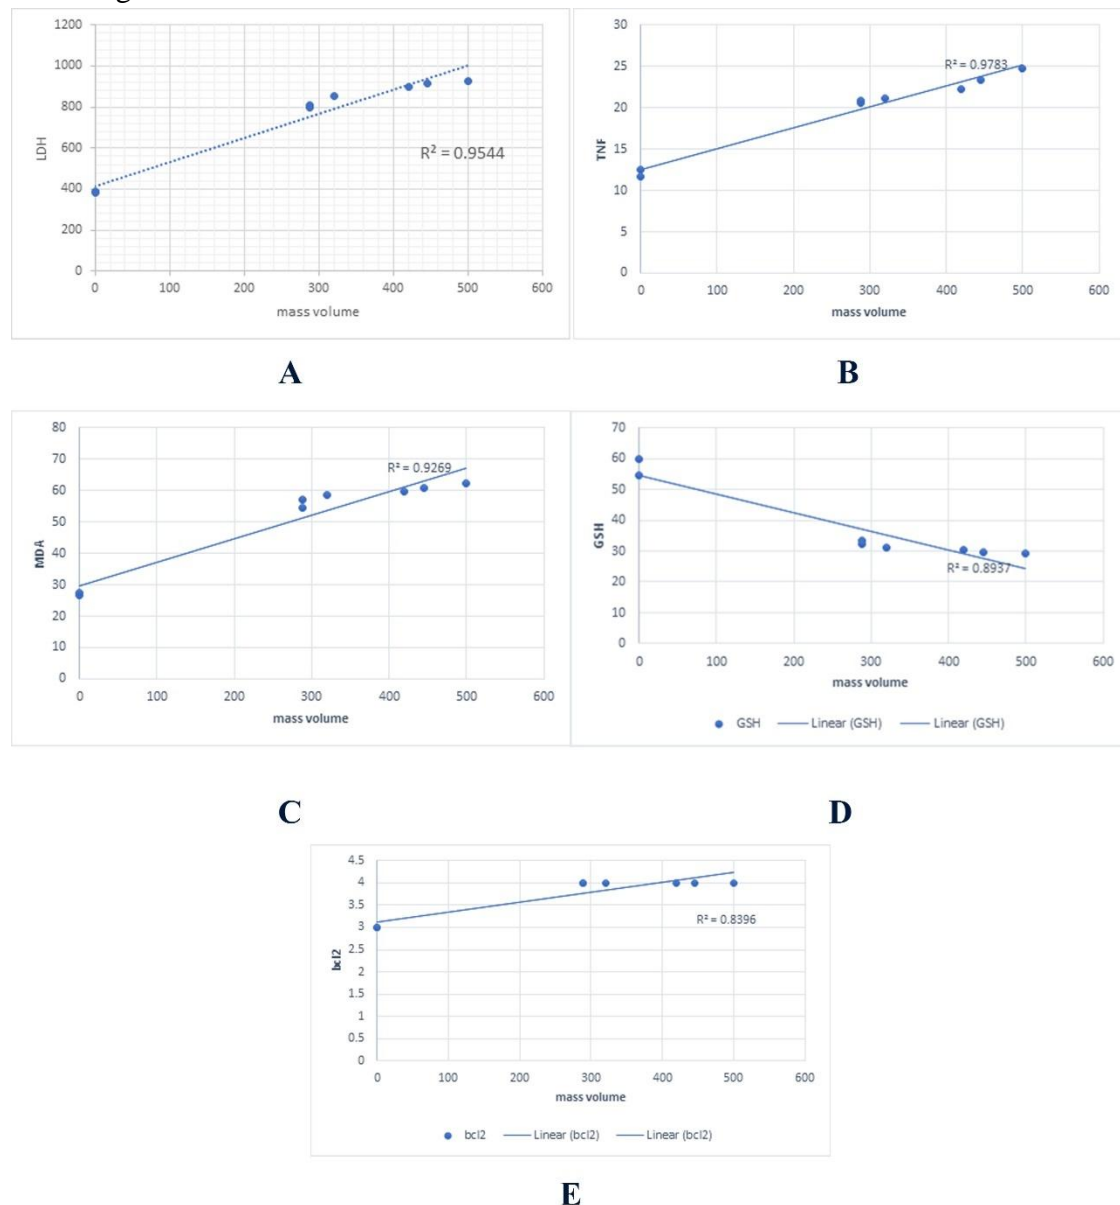 1200
1000
800
600
400
200
0
LDH
R² = 0.9544
0 100 200 300 400 500 600
mass volume
A
30
25
20
15
10
5
0
TNF
R² = 0.9783
0 100 200 300 400 500 600
mass volume
B
80
70
60
50
40
30
20
10
0
MDA
R² = 0.9269
0 100 200 300 400 500 600
mass volume
C
70
60
50
40
30
20
10
0
GSH
R² = 0.8937
0 100 200 300 400 500 600
mass volume
GSH Linear (GSH) Linear (GSH)
D
4.5
4
3.5
3
2.5
2
1.5
1
0.5
0
bcl2
R² = 0.8396
0 100 200 300 400 500 600
mass volume
bcl2 Linear (bcl2) Linear (bcl2)
E